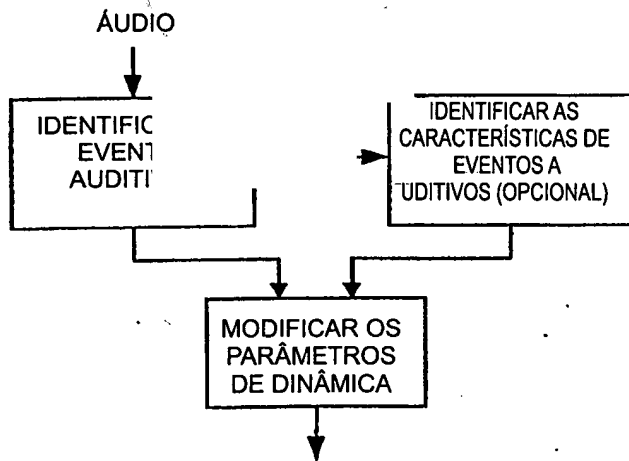 ÁUDIO
IDENTIFIC
EVENT
AUDITI
IDENTIFICAR AS
CARACTERÍSTICAS DE
EVENTOS A
UDITIVOS (OPCIONAL)
MODIFICAR OS
PARÂMETROS
DE DINÂMICA